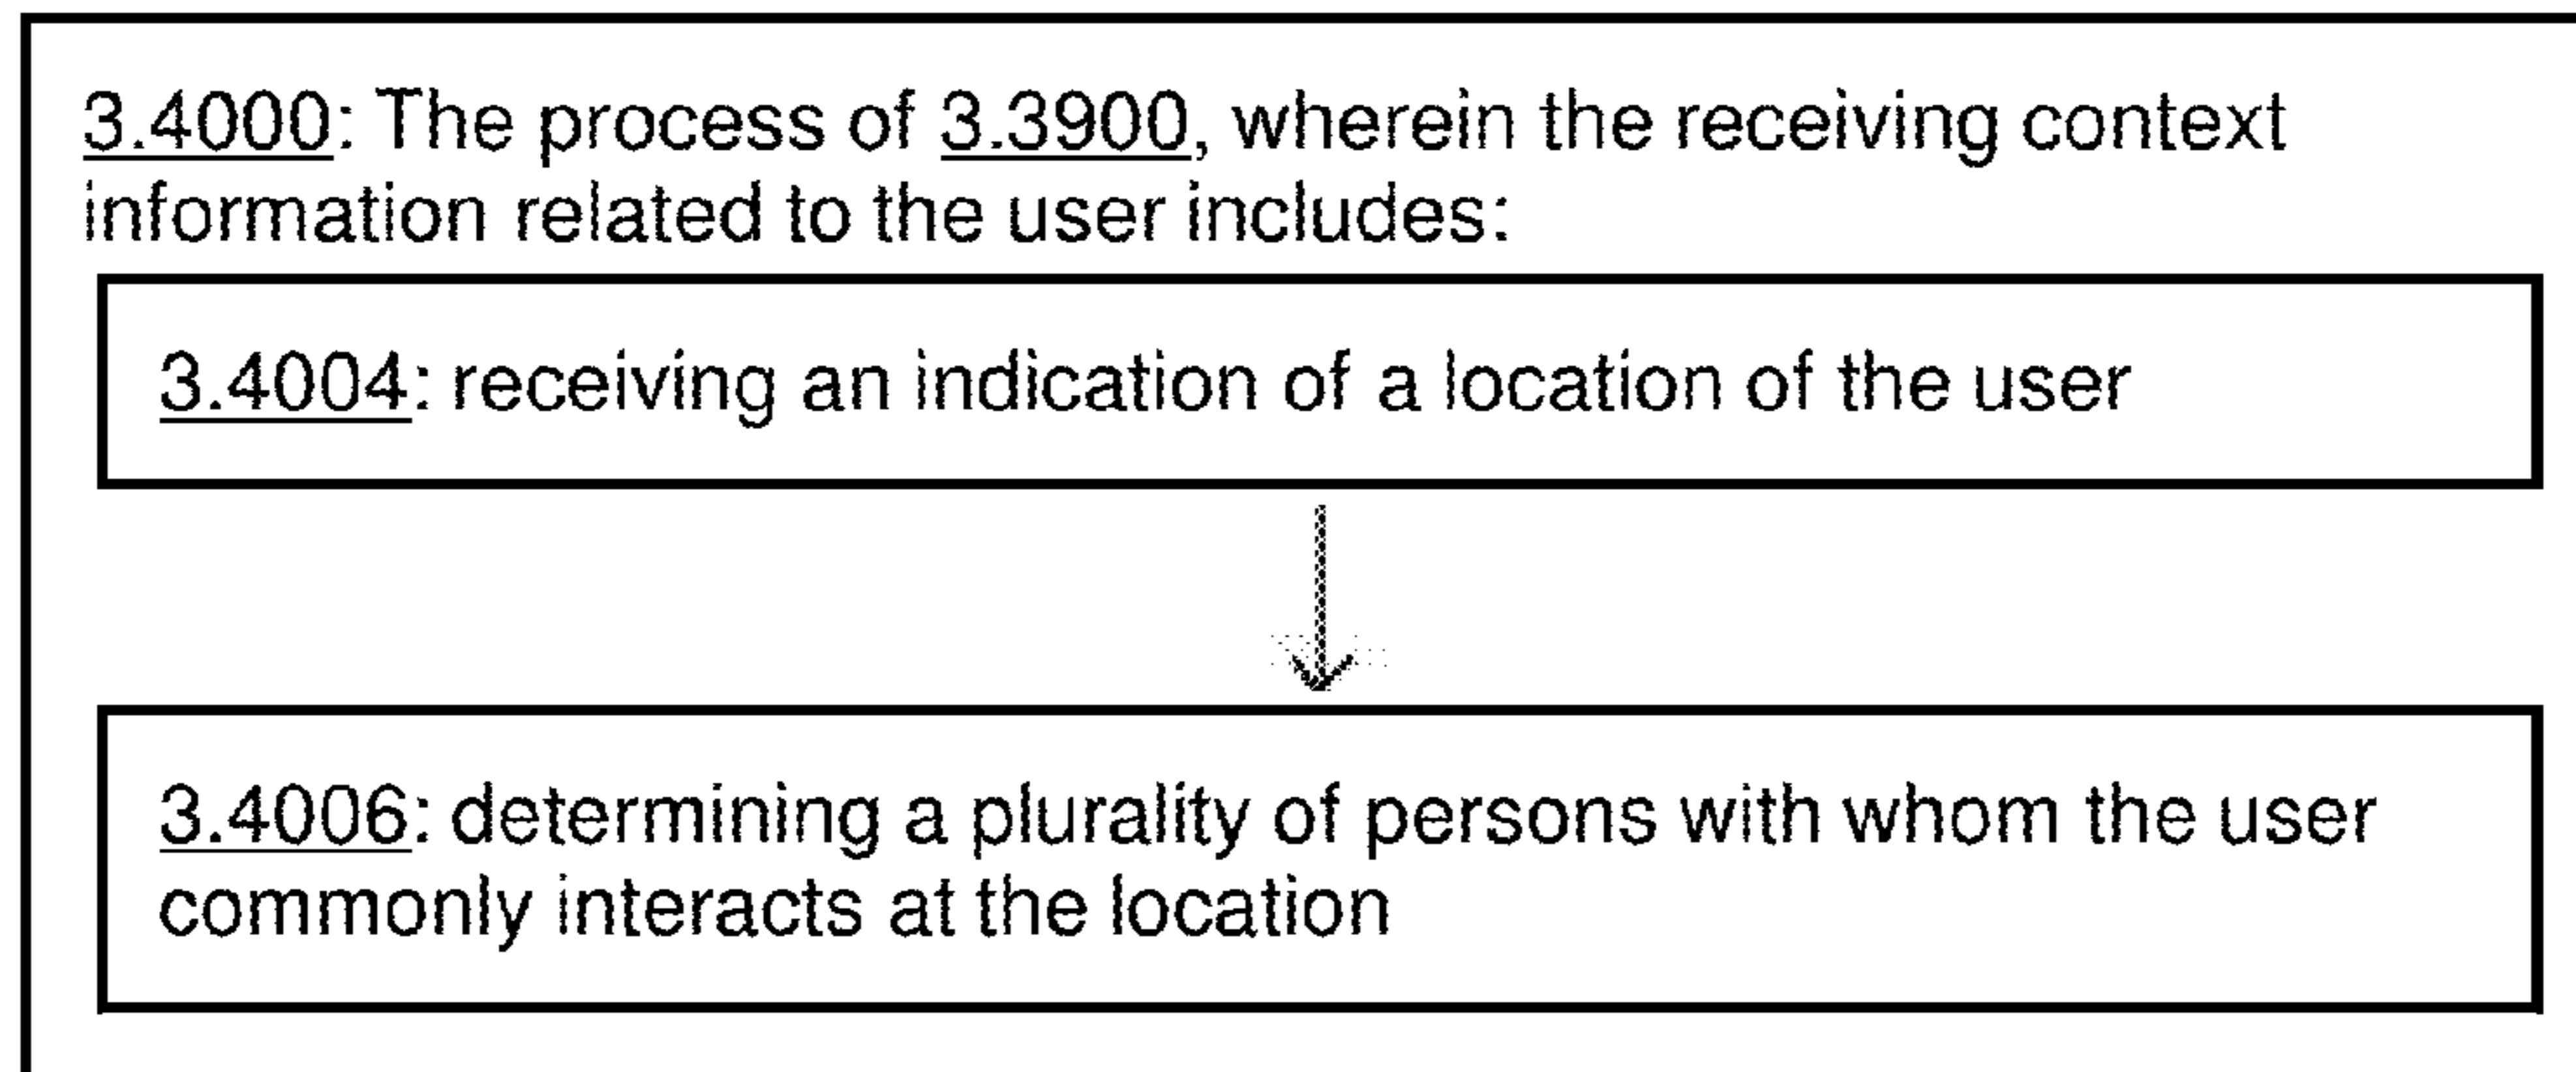 3.4000: The process of 3.3900, wherein the receiving context
information related to the user includes:
3.4004: receiving an indication of a location of the user
3.4006: determining a plurality of persons with whom the user
commonly interacts at the location